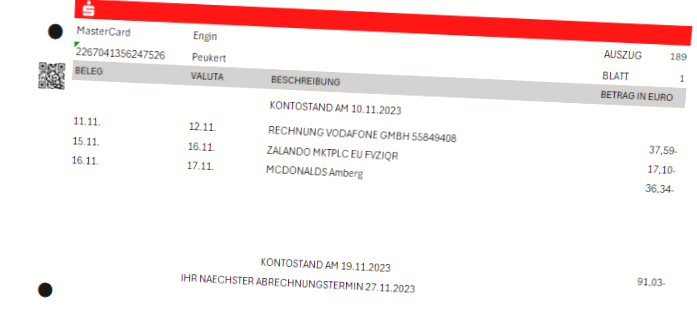 MasterCard Engin AUSZUG 189
2267041356247526 Peukert BLATT 1
BELEG VALUTA BESCHREIBUNG BETRAG IN EURO
KONTOSTAND AM 10.11.2023
11.11. 12.11. RECHNUNG VODAFONE GMBH 55849408 37,59-
15.11. 16.11. ZALANDO MKTPLC EU FVZIQR 17,10-
16.11. 17.11. MCDONALDS Amberg 36,34-
KONTOSTAND AM 19.11.2023 91,03-
IHR NAECHSTER ABRECHNUNGSTERMIN 27.11.2023